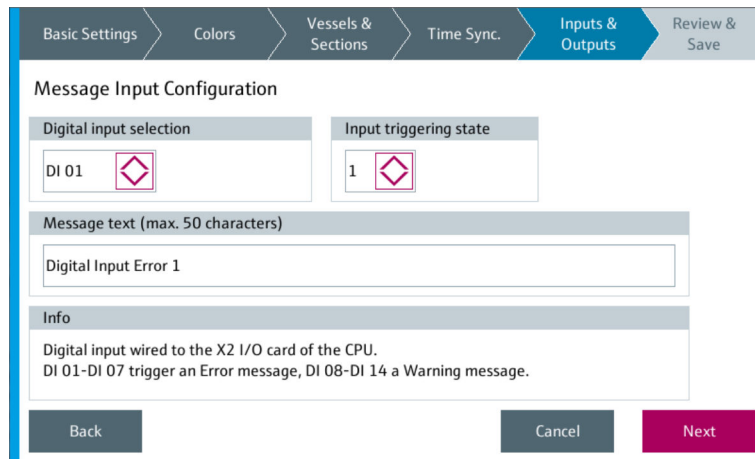 Basic Settings
Colors
Vessels &
Sections
Time Sync.
Inputs &
Outputs
Review &
Save
Message Input Configuration
Digital input selection
Input triggering state
DI 01
1
Message text (max. 50 characters)
Digital Input Error 1
Info
Digital input wired to the X2 I/O card of the CPU.
DI 01-DI 07 trigger an Error message, DI 08-DI 14 a Warning message.
Back
Cancel
Next